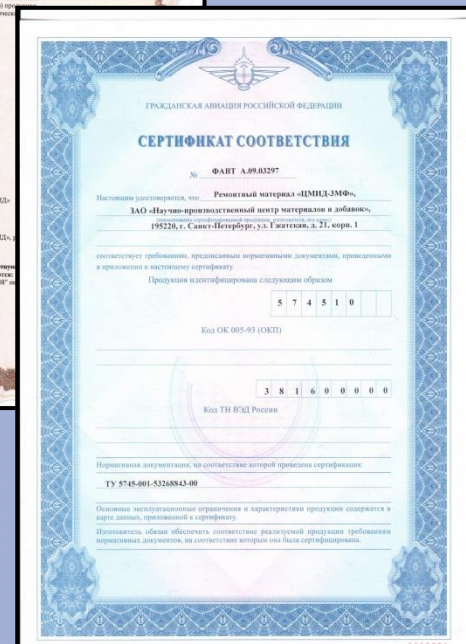 ГРАЖДАНСКАЯ АВИАЦИЯ РОССИЙСКОЙ ФЕДЕРАЦИИ
СЕРТИФИКАТ СООТВЕТСТВИЯ
№ ФАВТ А.09.03297
Настоящим удостоверяется, что Ремонтный материал «ЦМИД-3МФ»,
ЗАО «Научно-производственный центр материалов и добавок»,
195220, г. Санкт-Петербург, ул. Гжатская, д. 21, корп. 1
соответствует требованиям, предписанным нормативными документами, приведенными
в приложении к настоящему сертификату.
Продукция идентифицирована следующим образом
5 7 4 5 1 0
Код ОК 005-93 (ОКП)
3 8 1 6 0 0 0 0 0
Код ТН ВЭД России
Нормативная документация, на соответствие которой проведена сертификация:
ТУ 5745-001-53268843-00
Основные эксплуатационные ограничения и характеристики продукции содержатся в
карте данных, приложенной к сертификату.
Изготовитель обязан обеспечить соответствие реализуемой продукции требованиям
нормативных документов, на соответствие которым она была сертифицирована.